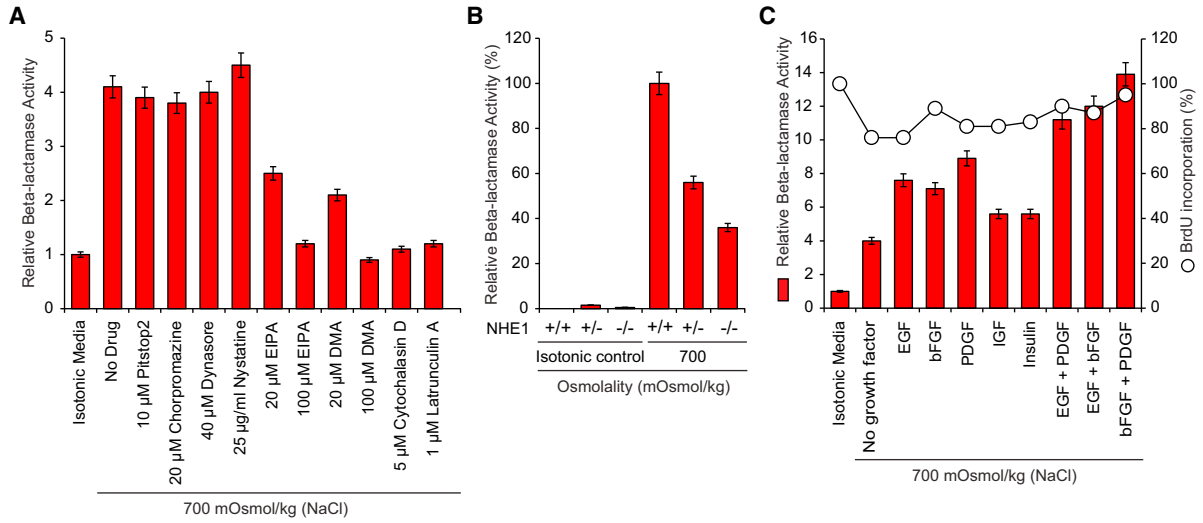 A
Relative Beta-lactamase Activity
5
4
3
2
1
0
Isotonic Media
No Drug
10 µM Pitstop2
20 µM Chorpromazine
40 µM Dynasore
25 µg/ml Nystatine
20 µM EIPA
100 µM EIPA
20 µM DMA
100 µM DMA
5 µM Cytochalasin D
1 µM Latrunculin A
700 mOsmol/kg (NaCl)
B
Relative Beta-lactamase Activity (%)
120
100
80
60
40
20
0
NHE1 +/+ +/- -/- +/+ +/- -/-
Isotonic control 700
Osmolality (mOsmol/kg)
C
Relative Beta-lactamase Activity
16
14
12
10
8
6
4
2
0
120
100
80
60
40
20
0
BrdU incorporation (%)
Isotonic Media
No growth factor
EGF
bFGF
PDGF
IGF
Insulin
EGF + PDGF
EGF + bFGF
bFGF + PDGF
700 mOsmol/kg (NaCl)